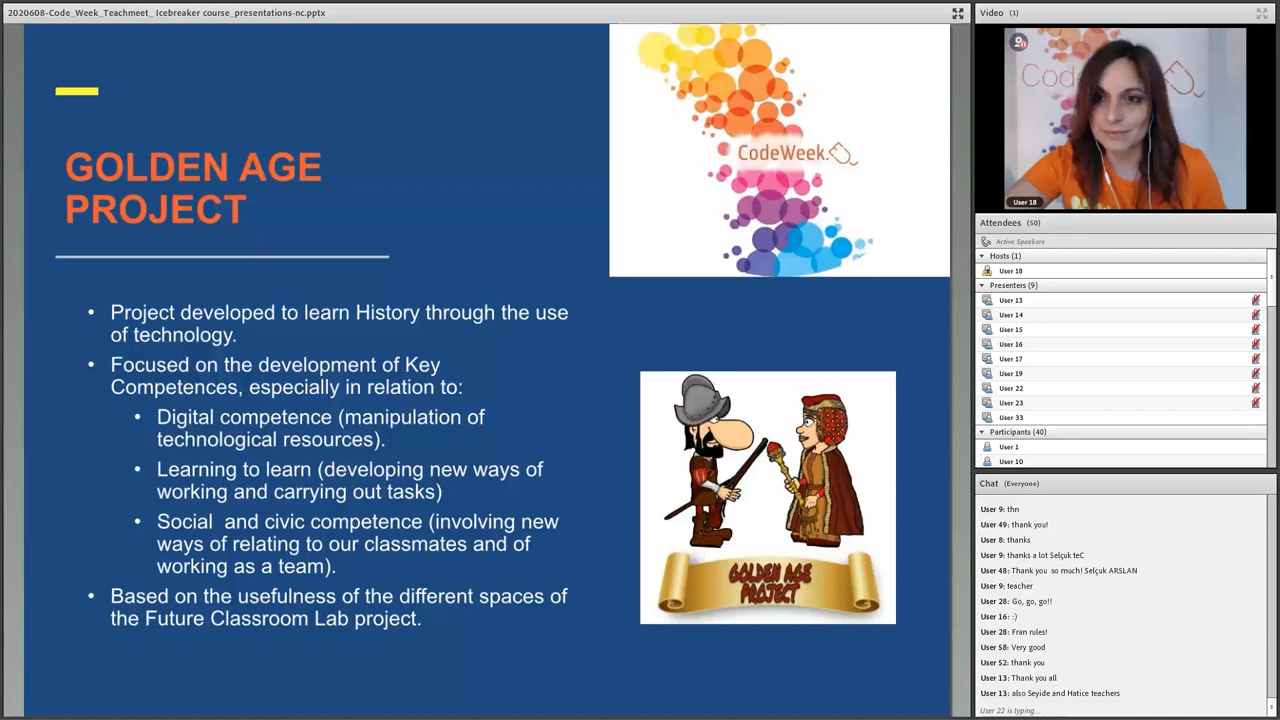 20200608-Code_Week_Teachmeet_ Icebreaker course_presentations-nc.pptx
GOLDEN AGE
PROJECT
CodeWeek.
• Project developed to learn History through the use
of technology.
• Focused on the development of Key
Competences, especially in relation to:
• Digital competence (manipulation of
technological resources).
• Learning to learn (developing new ways of
working and carrying out tasks)
• Social and civic competence (involving new
ways of relating to our classmates and of
working as a team).
• Based on the usefulness of the different spaces of
the Future Classroom Lab project.
GOLDEN AGE
PROJECT
Video (1)
Cod
User 18
Attendees (50)
Active Speakers
Hosts (1)
User 18
Presenters (9)
User 13
User 14
User 15
User 16
User 17
User 19
User 22
User 23
User 33
Participants (40)
User 1
User 10
Chat (Everyone)
User 9: thn
User 49: thank you!
User 8: thanks
User 9: thanks a lot Selçuk teC
User 48: Thank you so much! Selçuk ARSLAN
User 9: teacher
User 28: Go, go, go!!
User 16: :)
User 28: Fran rules!
User 58: Very good
User 52: thank you
User 13: Thank you all
User 13: also Seyide and Hatice teachers
User 22 is typing...